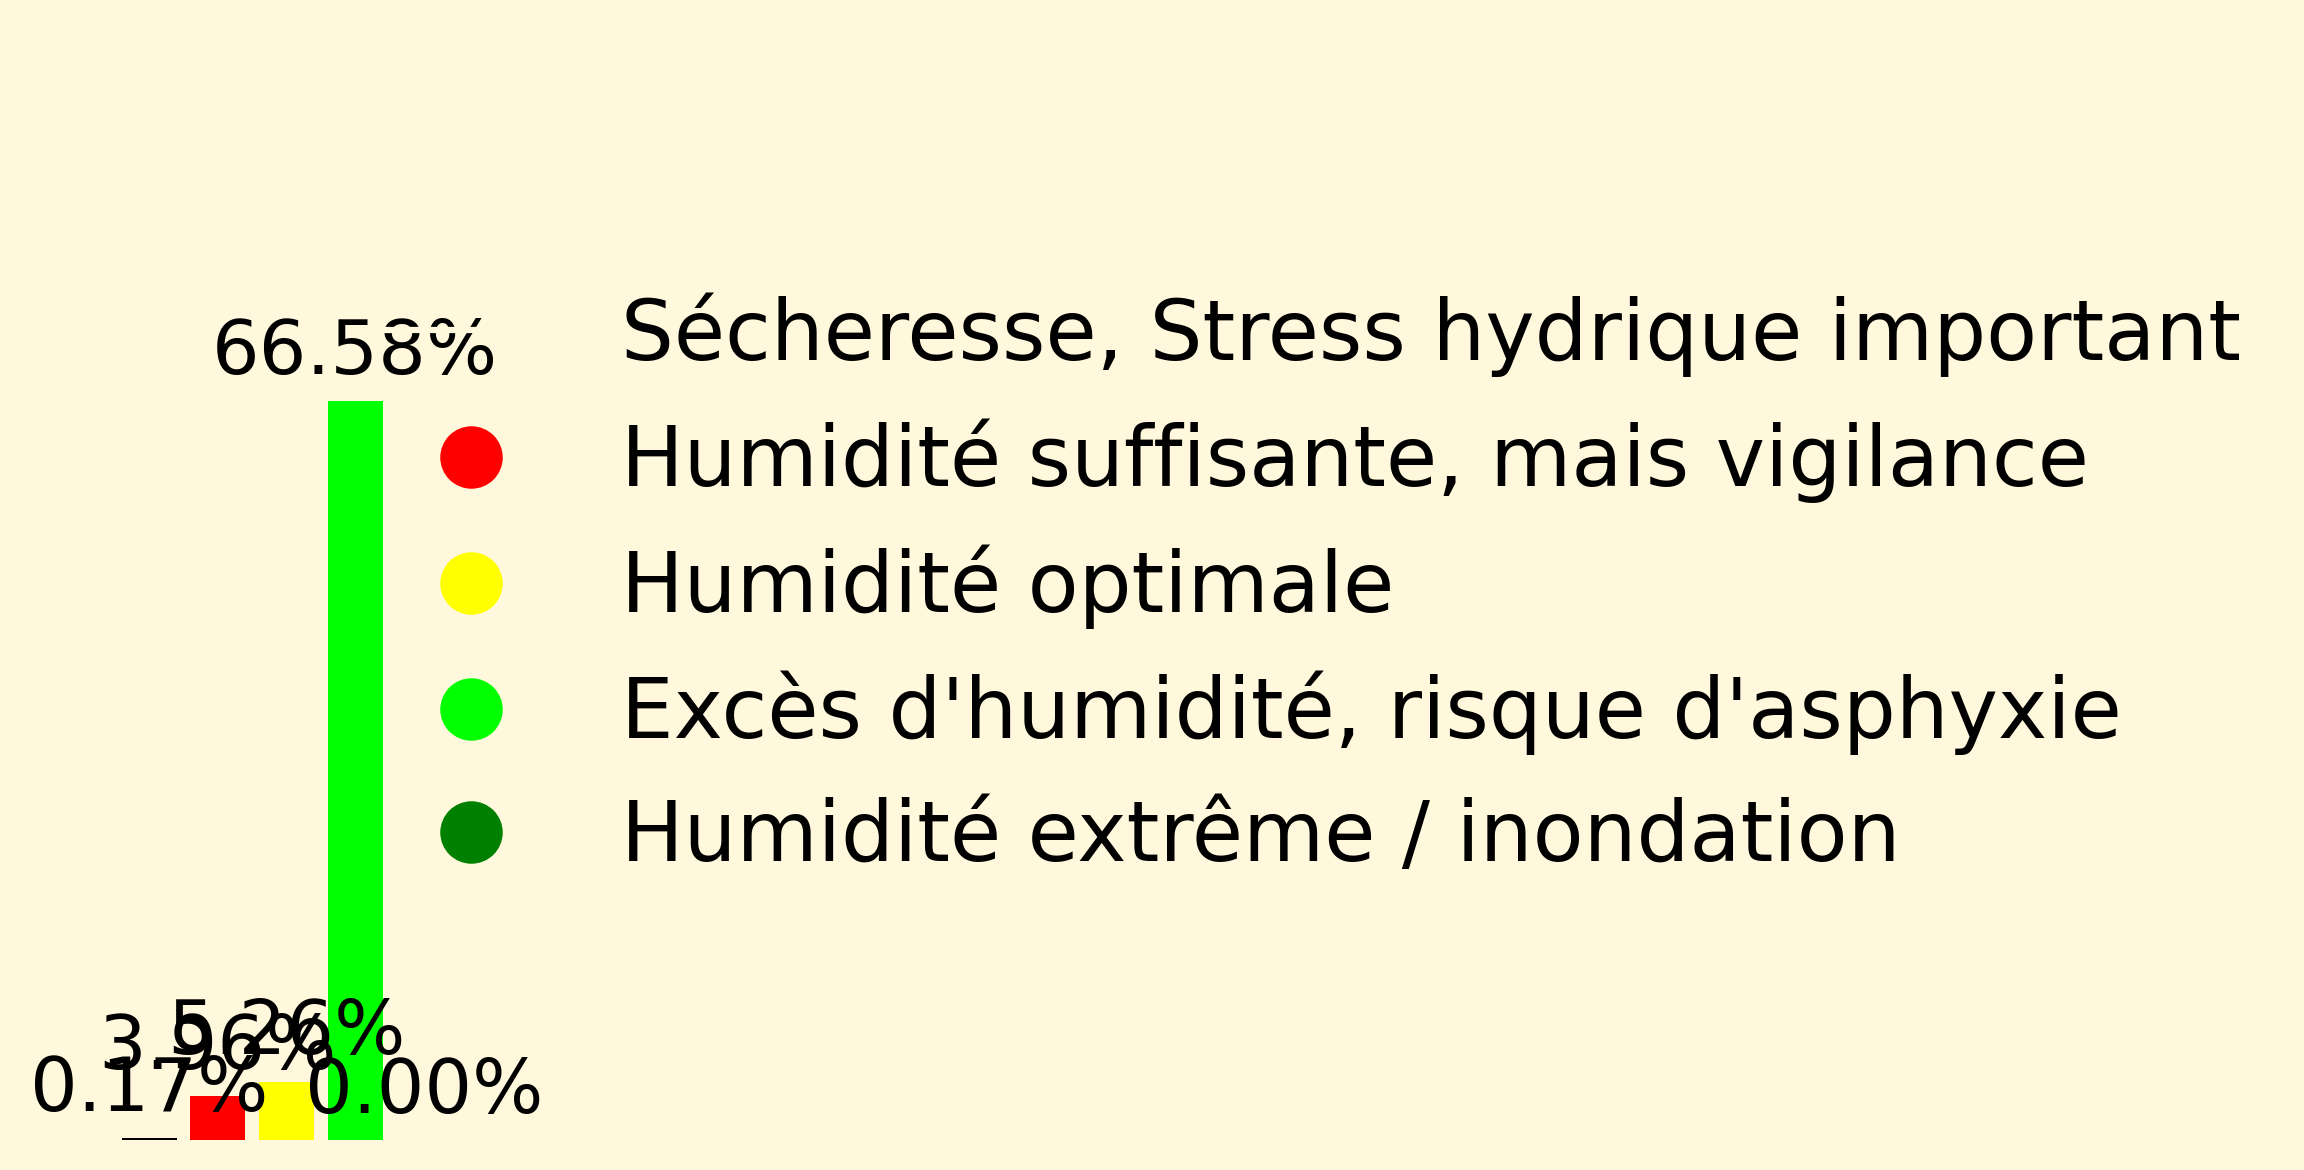 66.58%
Sécheresse, Stress hydrique important
Humidité suffisante, mais vigilance
Humidité optimale
Excès d'humidité, risque d'asphyxie
Humidité extrême / inondation
5.26%
3.96%
0.17%
0.00%